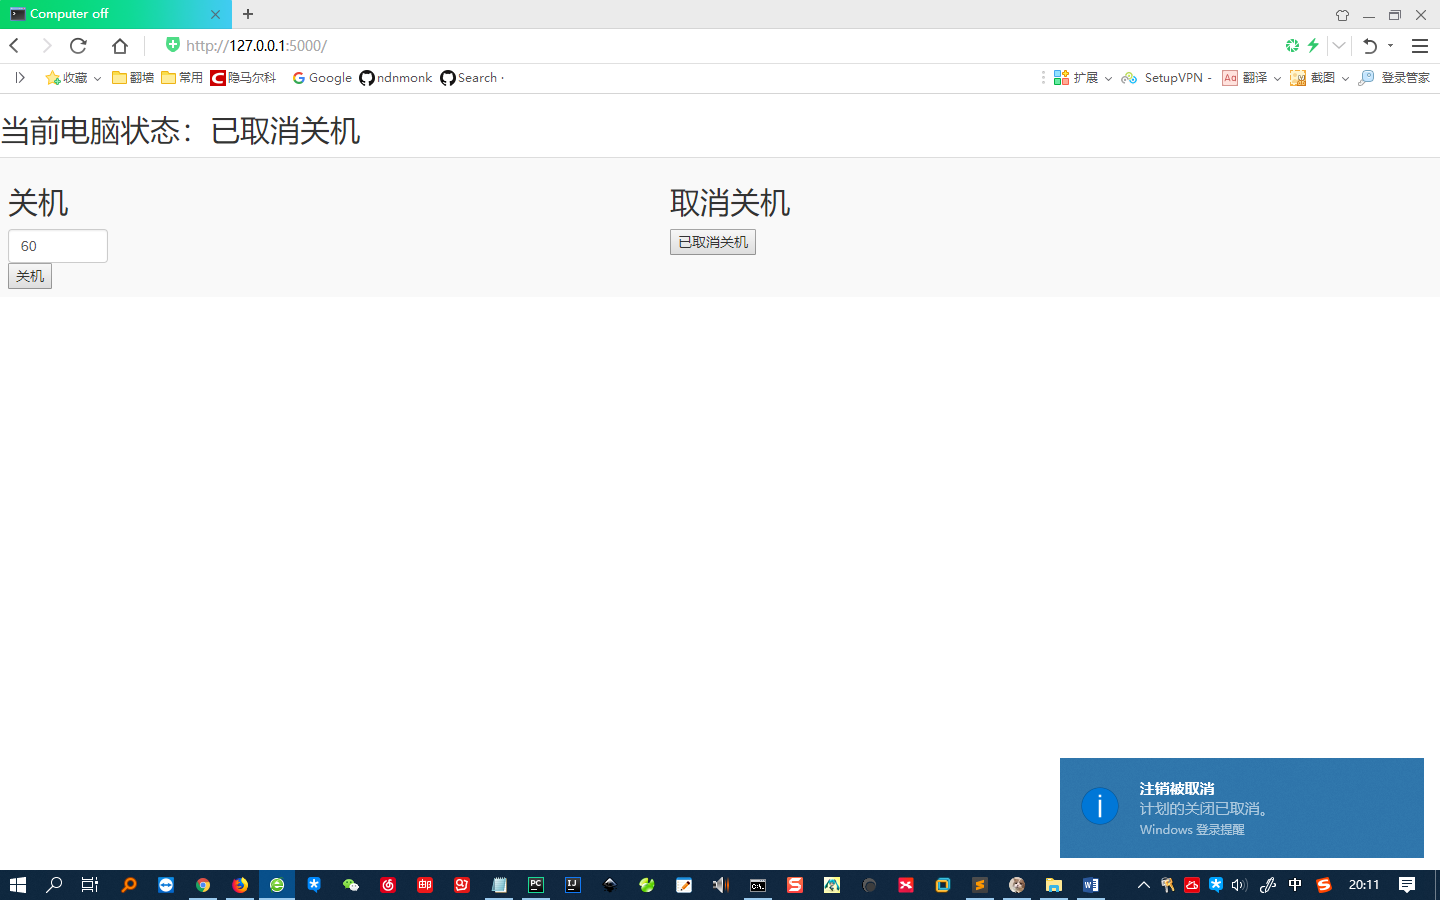 Computer off
http://127.0.0.1:5000/
收藏 翻墙 常用 隐马尔科 Google ndnmonk Search · 扩展 SetupVPN - 翻译 截图 登录管家
当前电脑状态：已取消关机
关机 取消关机
60 已取消关机
关机
注销被取消
计划的关闭已取消。
Windows 登录提醒
中 20:11